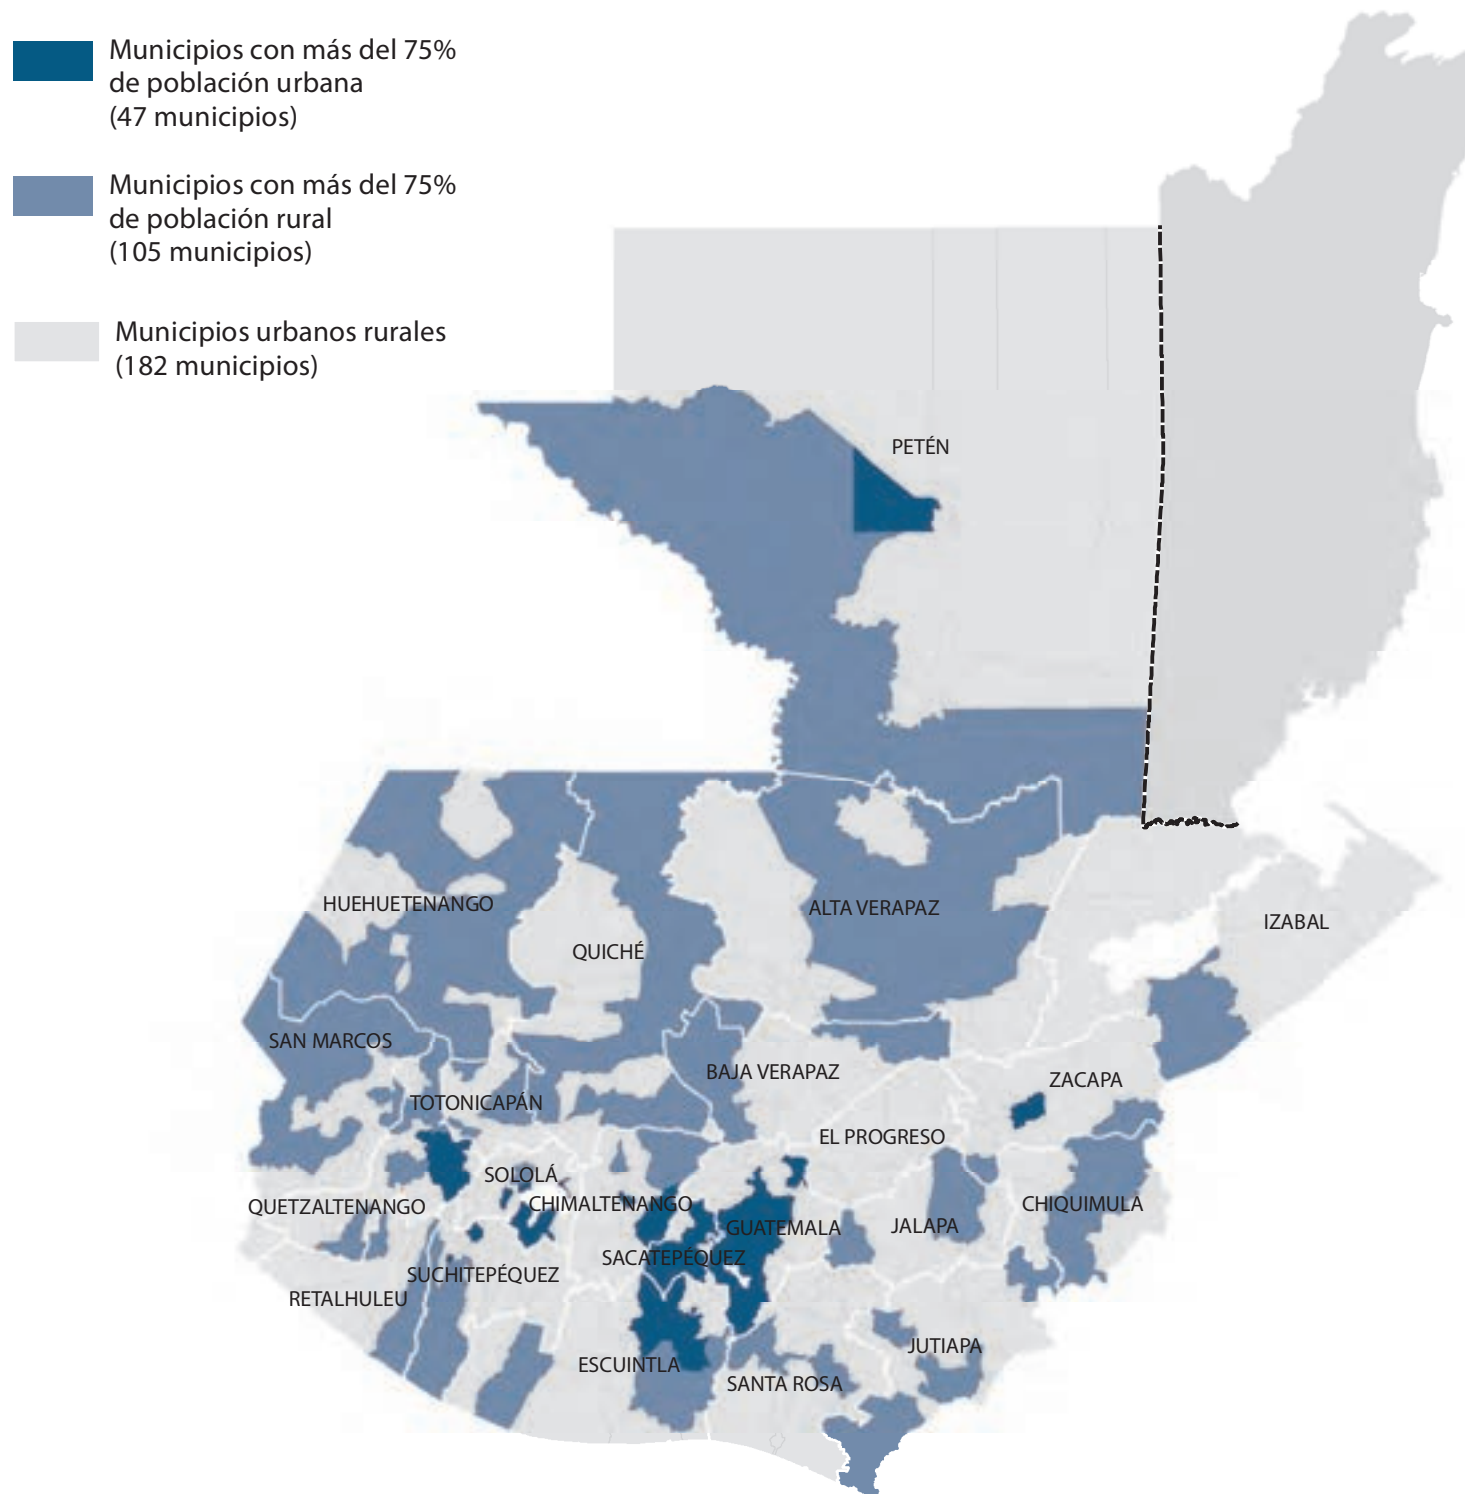 Municipios con más del 75%
de población urbana
(47 municipios)
Municipios con más del 75%
de población rural
(105 municipios)
Municipios urbanos rurales
(182 municipios)
PETÉN
HUEHUETENANGO
ALTA VERAPAZ
IZABAL
QUICHÉ
SAN MARCOS
BAJA VERAPAZ
ZACAPA
TOTONICAPÁN
EL PROGRESO
SOLOLÁ
QUETZALTENANGO
CHIMALTENANGO
GUATEMALA
JALAPA
CHIQUIMULA
SACATEPÉQUEZ
SUCHITEPÉQUEZ
RETALHULEU
JUTIAPA
ESCUINTLA
SANTA ROSA